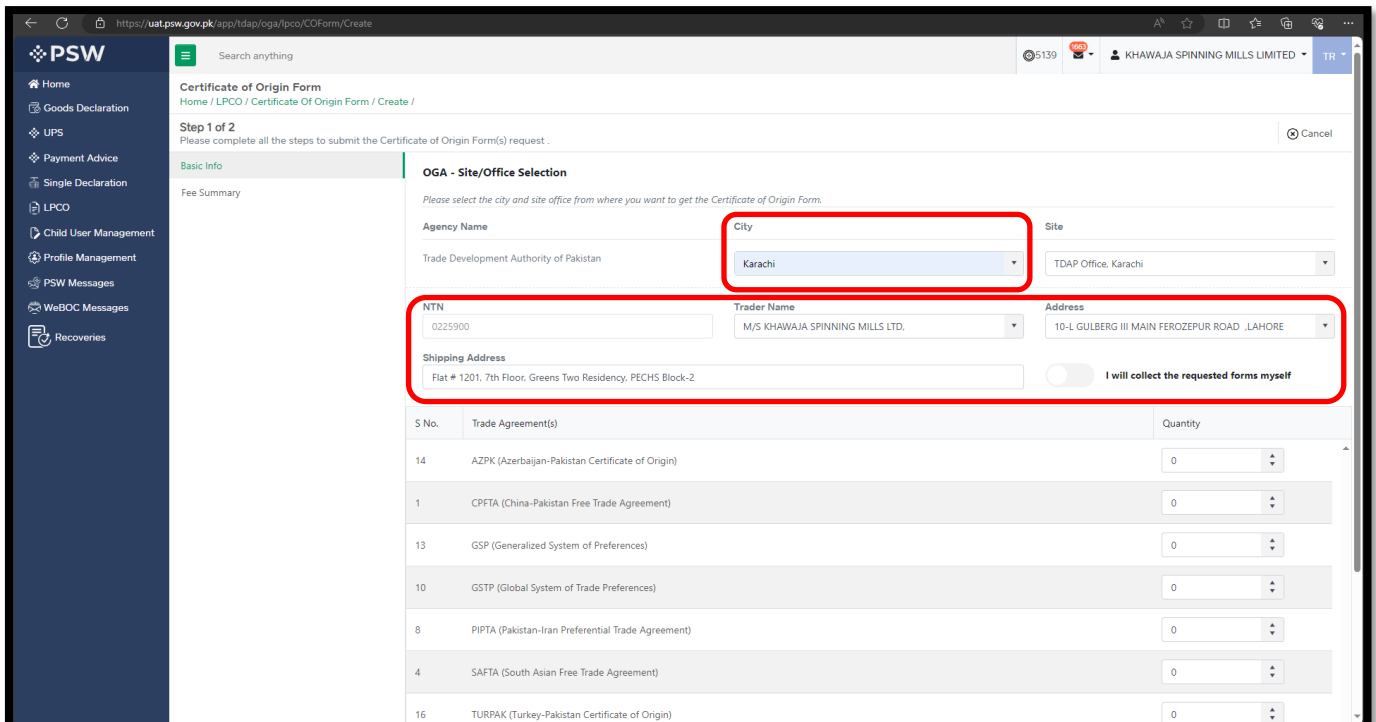 https://uat.psw.gov.pk/app/tdap/oga/lpco/COForm/Create
PSW
Search anything
5139
1663
KHAWAJA SPINNING MILLS LIMITED
TR
Home
Goods Declaration
UPS
Payment Advice
Single Declaration
LPCO
Child User Management
Profile Management
PSW Messages
WeBOC Messages
Recoveries
Certificate of Origin Form
Home / LPCO / Certificate Of Origin Form / Create /
Step 1 of 2
Please complete all the steps to submit the Certificate of Origin Form(s) request .
Cancel
Basic Info
Fee Summary
OGA - Site/Office Selection
Please select the city and site office from where you want to get the Certificate of Origin Form.
Agency Name City Site
Trade Development Authority of Pakistan Karachi TDAP Office, Karachi
NTN Trader Name Address
0225900 M/S KHAWAJA SPINNING MILLS LTD, 10-L GULBERG III MAIN FEROZEPUR ROAD ,LAHORE
Shipping Address
Flat # 1201, 7th Floor, Greens Two Residency, PECHS Block-2 I will collect the requested forms myself
S No. Trade Agreement(s) Quantity
14 AZPK (Azerbaijan-Pakistan Certificate of Origin) 0
1 CPFTA (China-Pakistan Free Trade Agreement) 0
13 GSP (Generalized System of Preferences) 0
10 GSTP (Global System of Trade Preferences) 0
8 PIPTA (Pakistan-Iran Preferential Trade Agreement) 0
4 SAFTA (South Asian Free Trade Agreement) 0
16 TURPAK (Turkey-Pakistan Certificate of Origin) 0